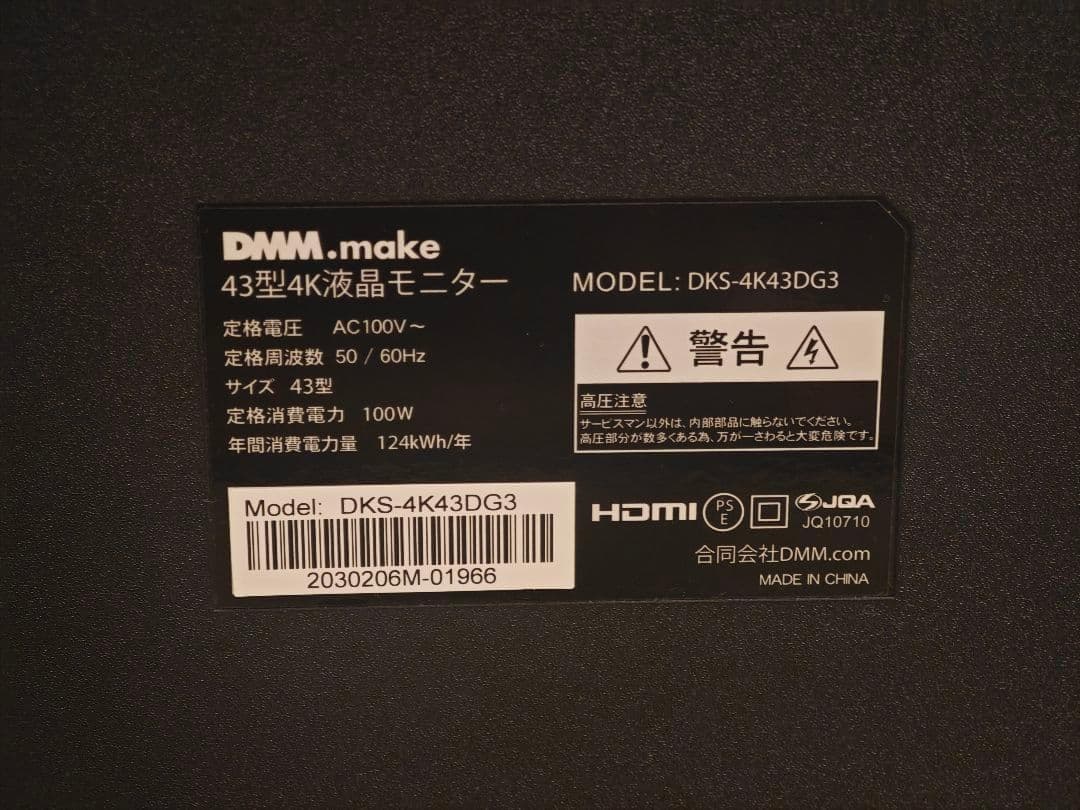 DMM.make
43型4K液晶モニター
定格電圧 AC100V～
定格周波数 50 / 60Hz
サイズ 43型
定格消費電力 100W
年間消費電力量 124kWh/年
MODEL: DKS-4K43DG3
警告
高圧注意
サービスマン以外は、内部部品に触らないでください。
高圧部分が数多くある為、万が一さわると大変危険です。
Model: DKS-4K43DG3
2030206M-01966
HDMI PS E JQA
JQ10710
合同会社DMM.com
MADE IN CHINA